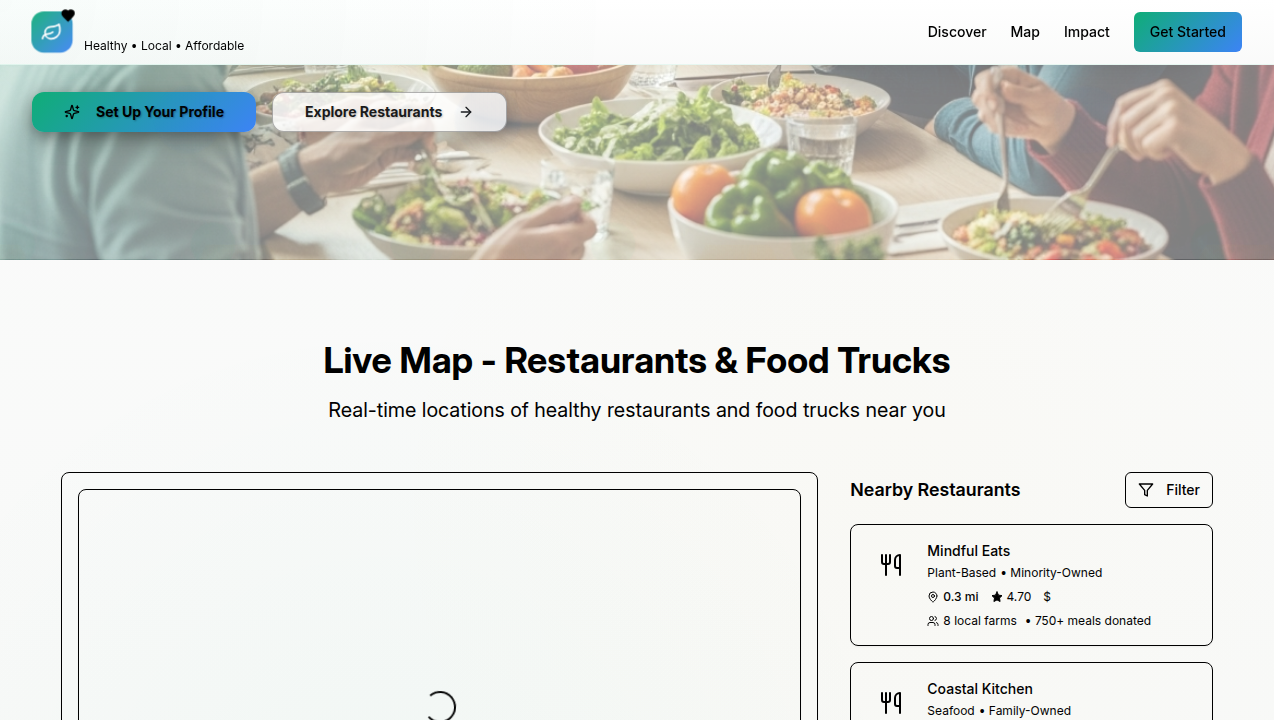 Healthy • Local • Affordable
Discover
Map
Impact
Get Started
Set Up Your Profile
Explore Restaurants
Live Map - Restaurants & Food Trucks
Real-time locations of healthy restaurants and food trucks near you
Nearby Restaurants
Filter
Mindful Eats
Plant-Based • Minority-Owned
0.3 mi 4.70 $
8 local farms • 750+ meals donated
Coastal Kitchen
Seafood • Family-Owned